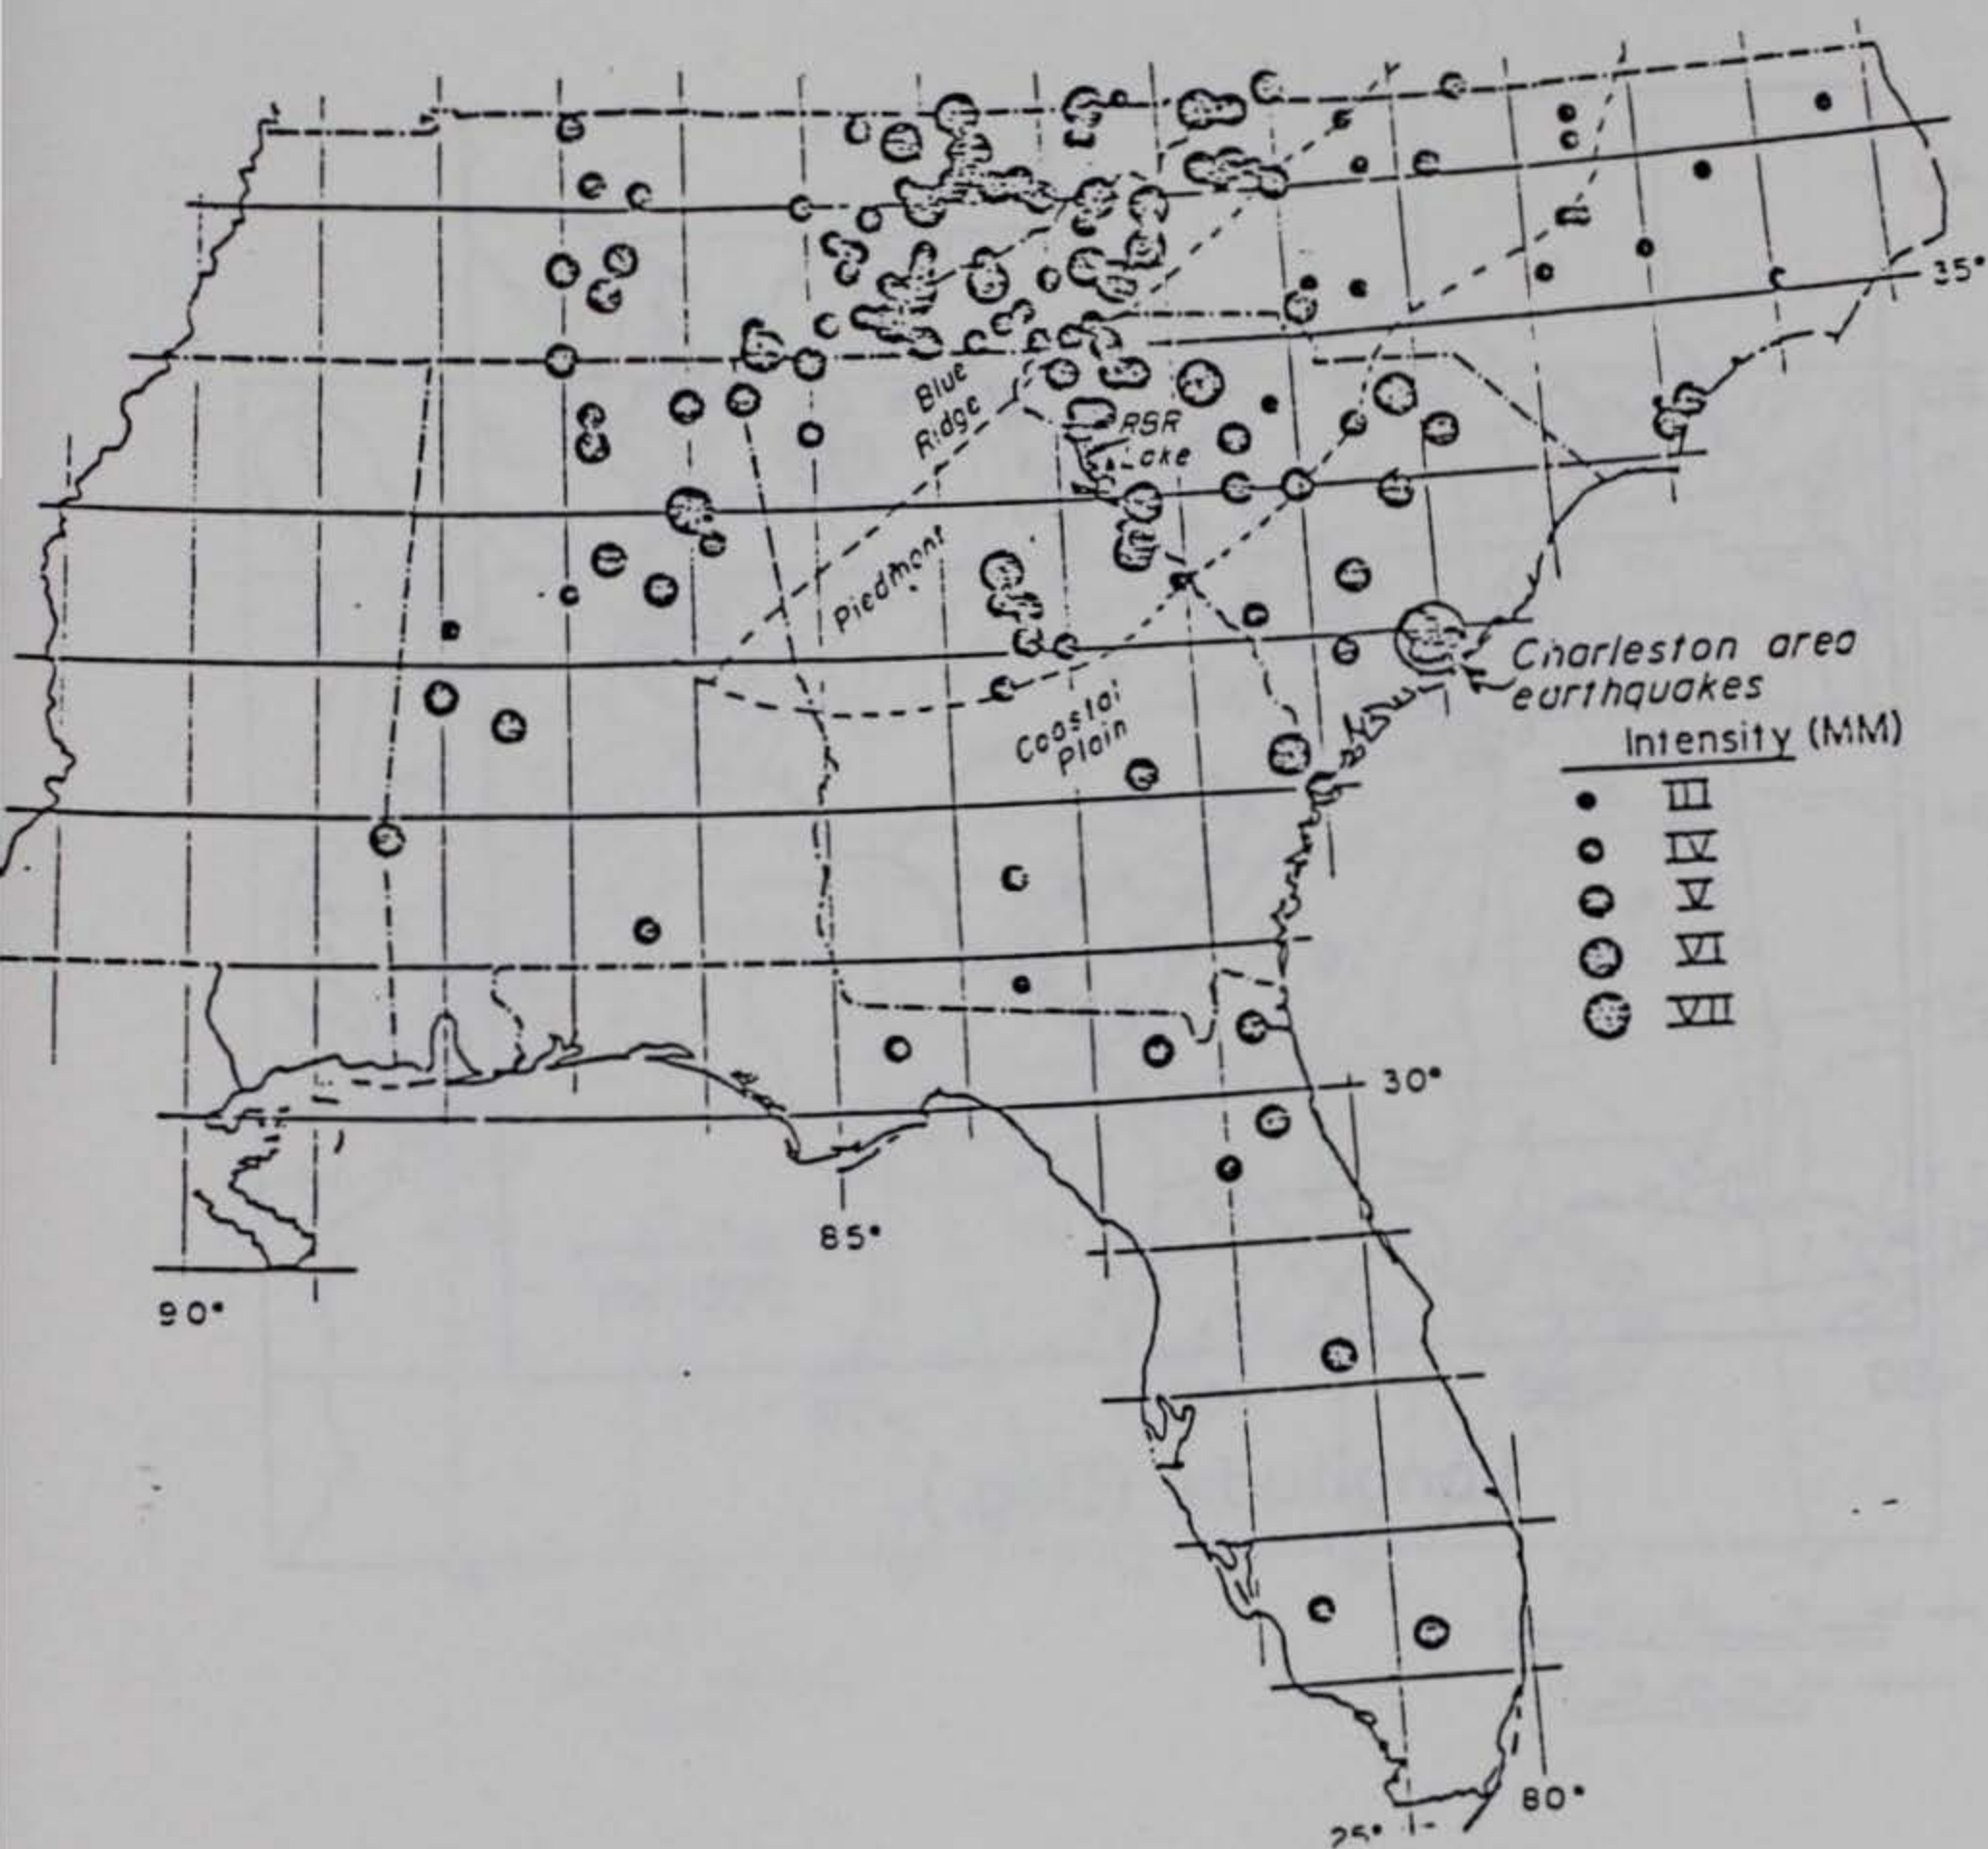 35°
Blue
Ridge
RSR
Lake
Piedmont
Charleston area
earthquakes
Coastal
Plain
Intensity (MM)
III
IV
V
VI
VII
30°
85°
90°
80°
25°